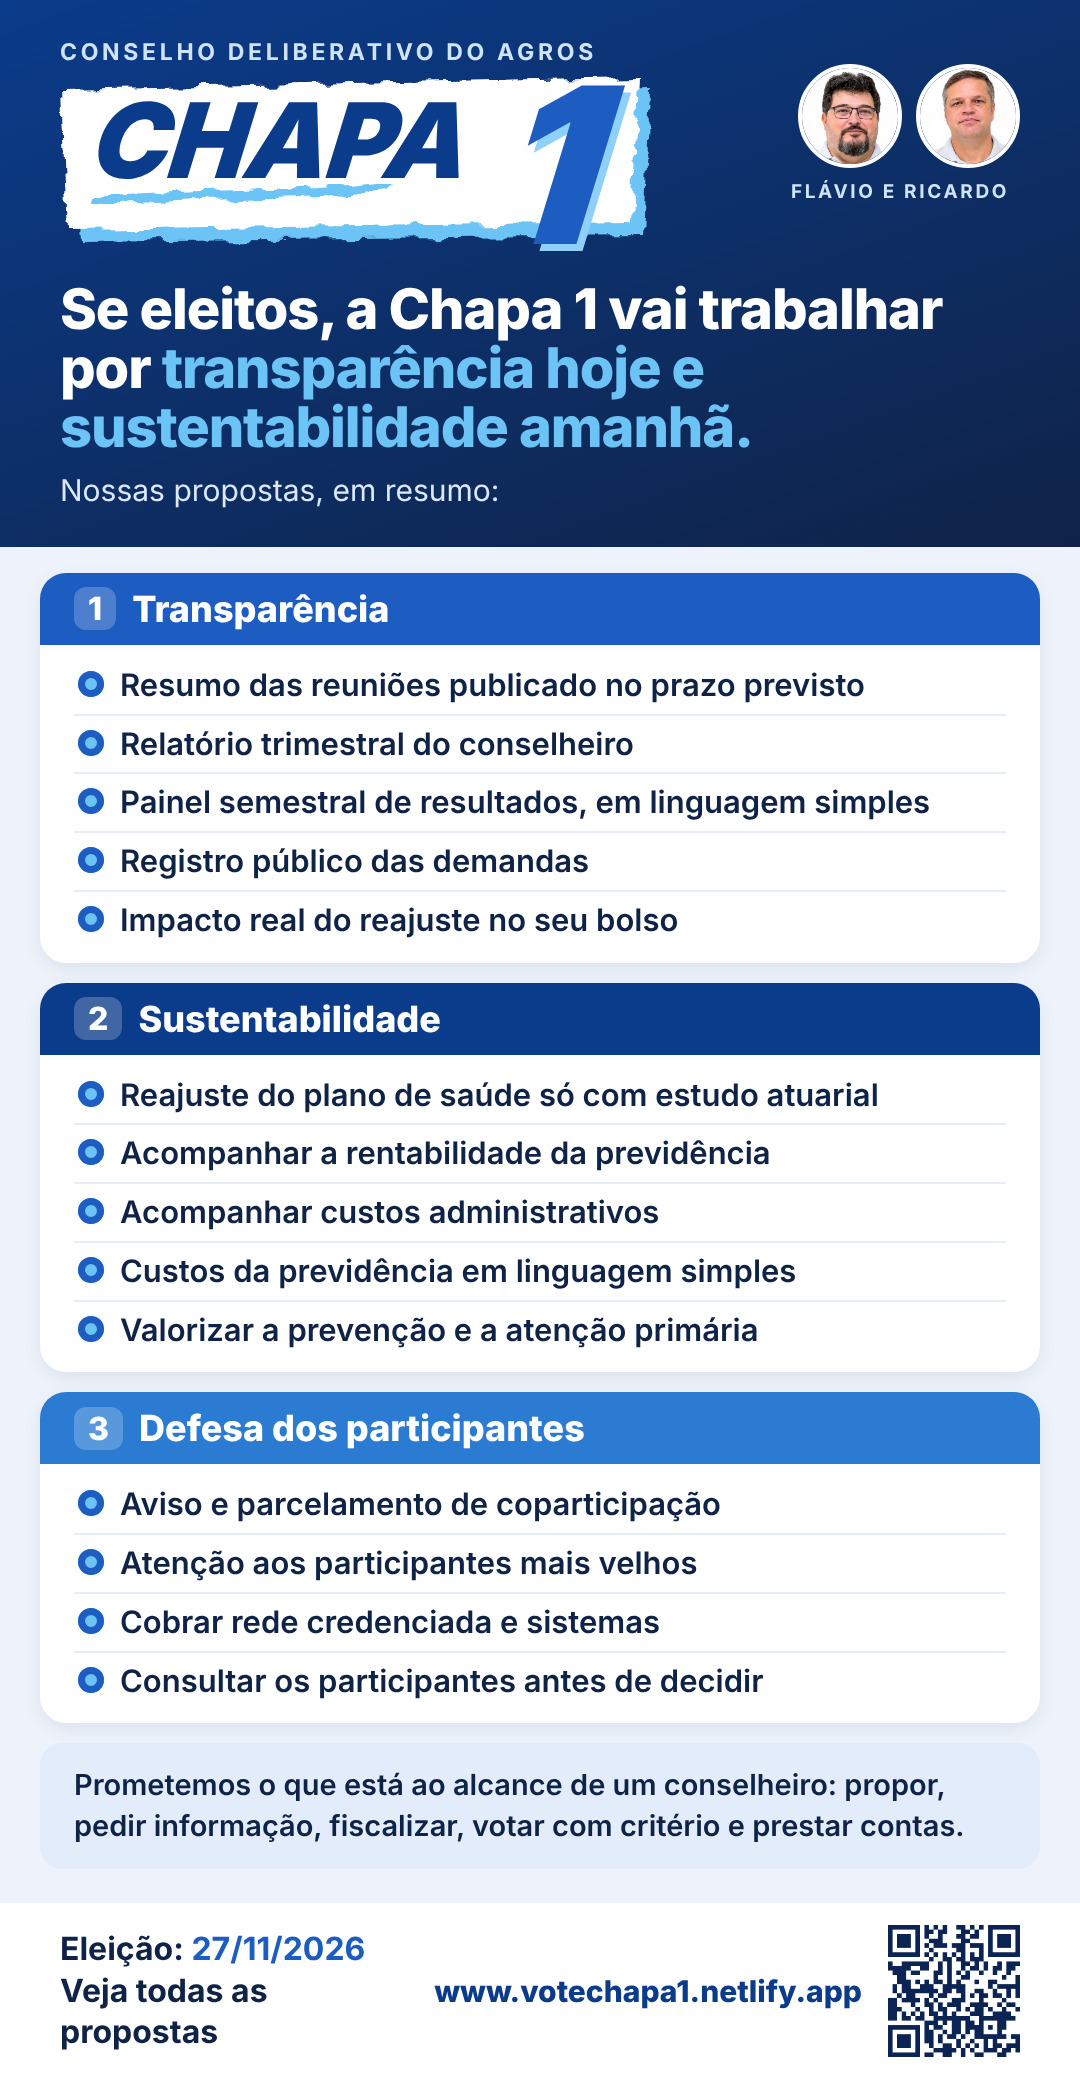 CONSELHO DELIBERATIVO DO AGROS
CHAPA 1
FLÁVIO E RICARDO
Se eleitos, a Chapa 1 vai trabalhar
por transparência hoje e
sustentabilidade amanhã.
Nossas propostas, em resumo:
1 Transparência
Resumo das reuniões publicado no prazo previsto
Relatório trimestral do conselheiro
Painel semestral de resultados, em linguagem simples
Registro público das demandas
Impacto real do reajuste no seu bolso
2 Sustentabilidade
Reajuste do plano de saúde só com estudo atuarial
Acompanhar a rentabilidade da previdência
Acompanhar custos administrativos
Custos da previdência em linguagem simples
Valorizar a prevenção e a atenção primária
3 Defesa dos participantes
Aviso e parcelamento de coparticipação
Atenção aos participantes mais velhos
Cobrar rede credenciada e sistemas
Consultar os participantes antes de decidir
Prometemos o que está ao alcance de um conselheiro: propor,
pedir informação, fiscalizar, votar com critério e prestar contas.
Eleição: 27/11/2026
Veja todas as
propostas
www.votechapa1.netlify.app